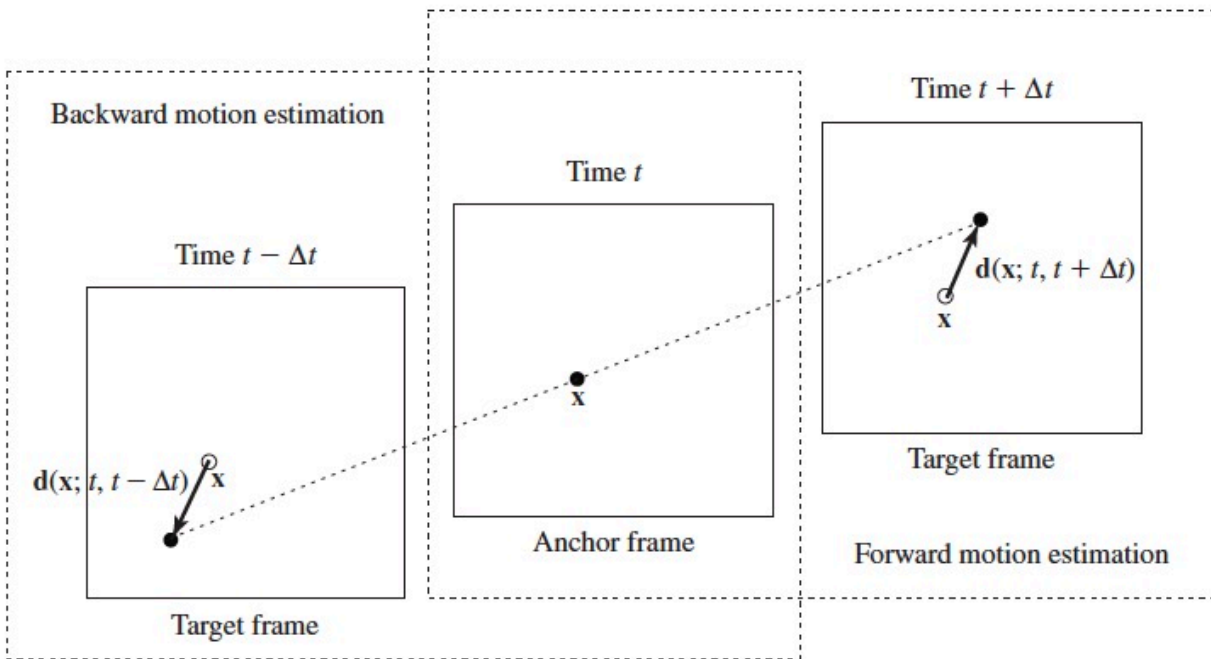 Time t + Δt
Backward motion estimation
Time t
Time t − Δt
d(x; t, t + Δt)
x
x
Target frame
x
d(x; t, t − Δt)
Anchor frame
Forward motion estimation
Target frame